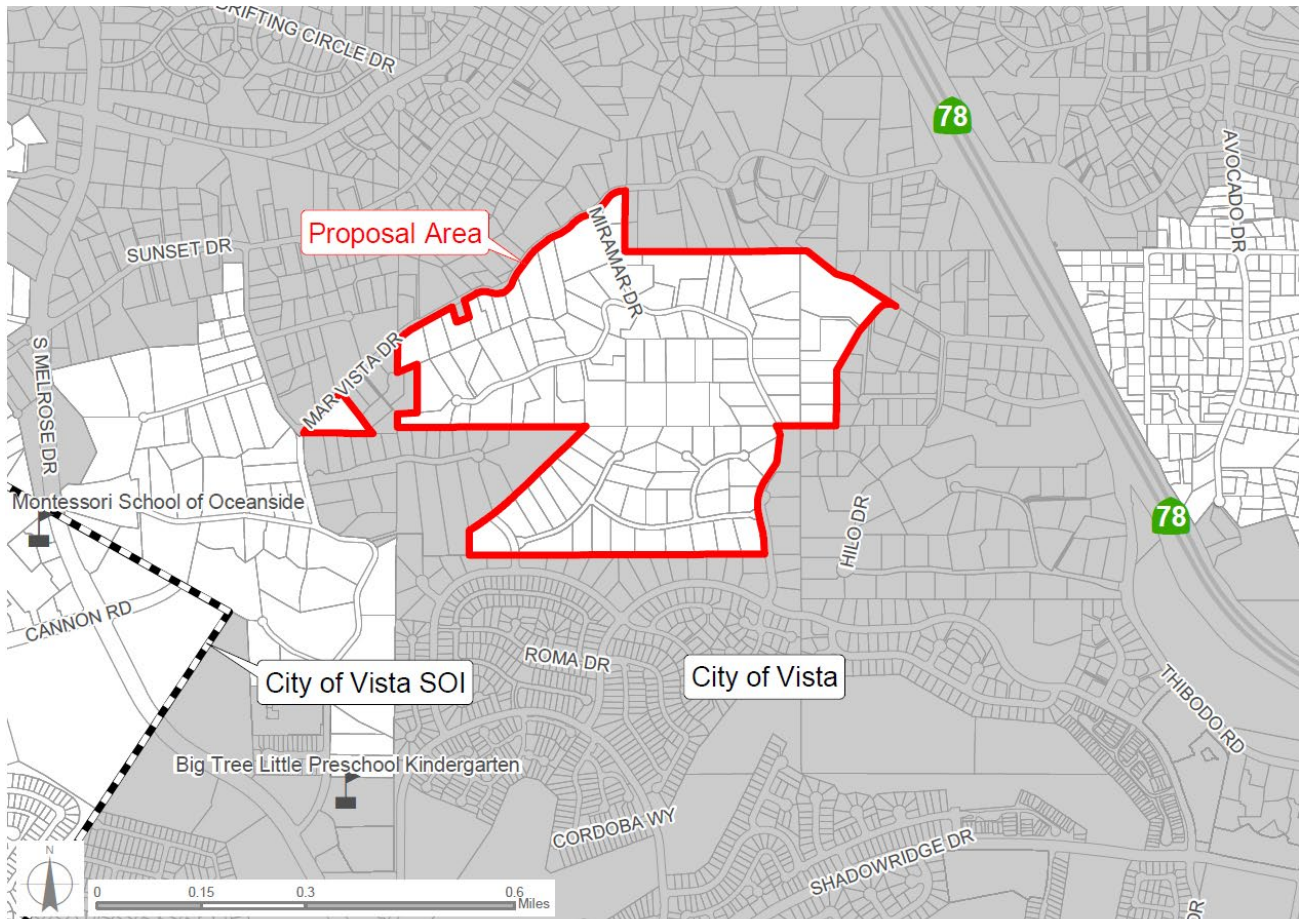 DRIFTING CIRCLE DR
78
AVOCADO DR
Proposal Area
MIRAMAR DR
SUNSET DR
MAR VISTA DR
S MELROSE DR
Montessori School of Oceanside
78
HILO DR
CANNON RD
ROMA DR
City of Vista SOI
City of Vista
THIBODO RD
Big Tree Little Preschool Kindergarten
CORDOBA WY
SHADOWRIDGE DR
DR
N
0 0.15 0.3 0.6
Miles